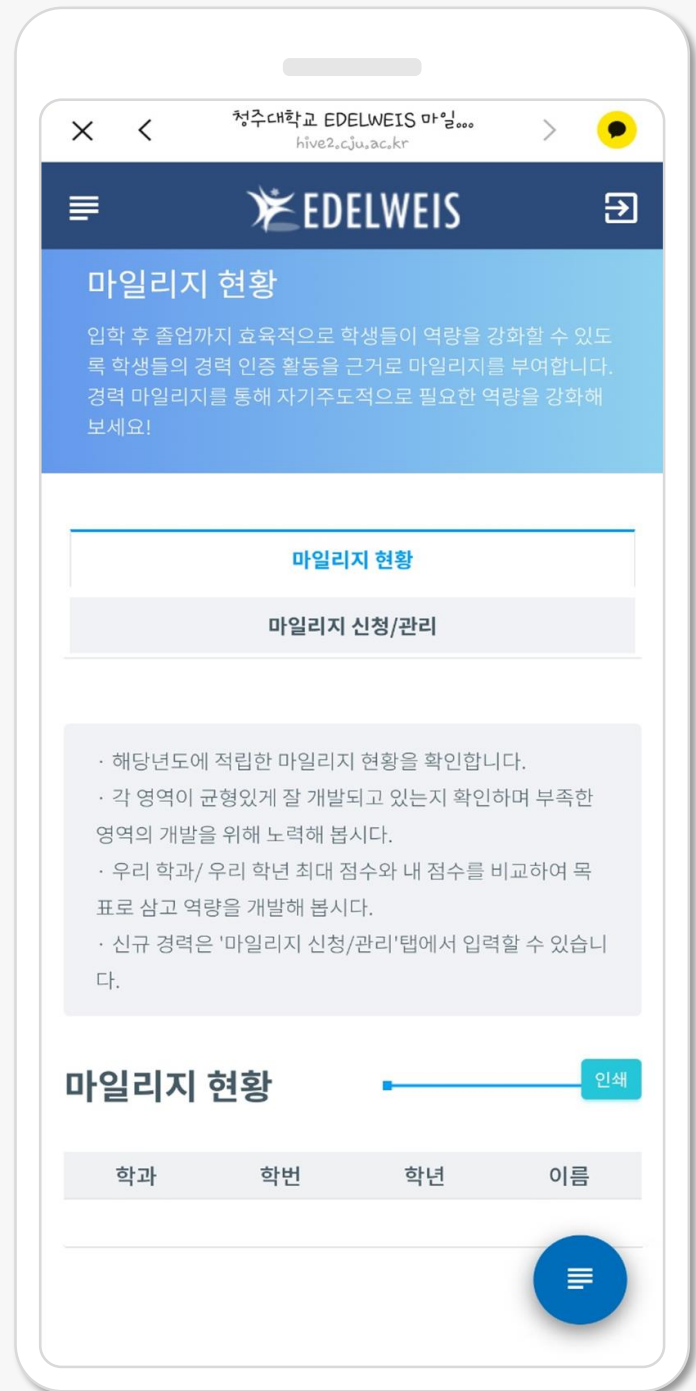 청주대학교 EDELWEIS 마일...
hive2.cju.ac.kr
EDELWEIS
마일리지 현황
입학 후 졸업까지 효육적으로 학생들이 역량을 강화할 수 있도
록 학생들의 경력 인증 활동을 근거로 마일리지를 부여합니다.
경력 마일리지를 통해 자기주도적으로 필요한 역량을 강화해
보세요!
마일리지 현황
마일리지 신청/관리
· 해당년도에 적립한 마일리지 현황을 확인합니다.
· 각 영역이 균형있게 잘 개발되고 있는지 확인하며 부족한
영역의 개발을 위해 노력해 봅시다.
· 우리 학과/ 우리 학년 최대 점수와 내 점수를 비교하여 목
표로 삼고 역량을 개발해 봅시다.
· 신규 경력은 '마일리지 신청/관리'탭에서 입력할 수 있습니
다.
마일리지 현황
인쇄
학과 학번 학년 이름